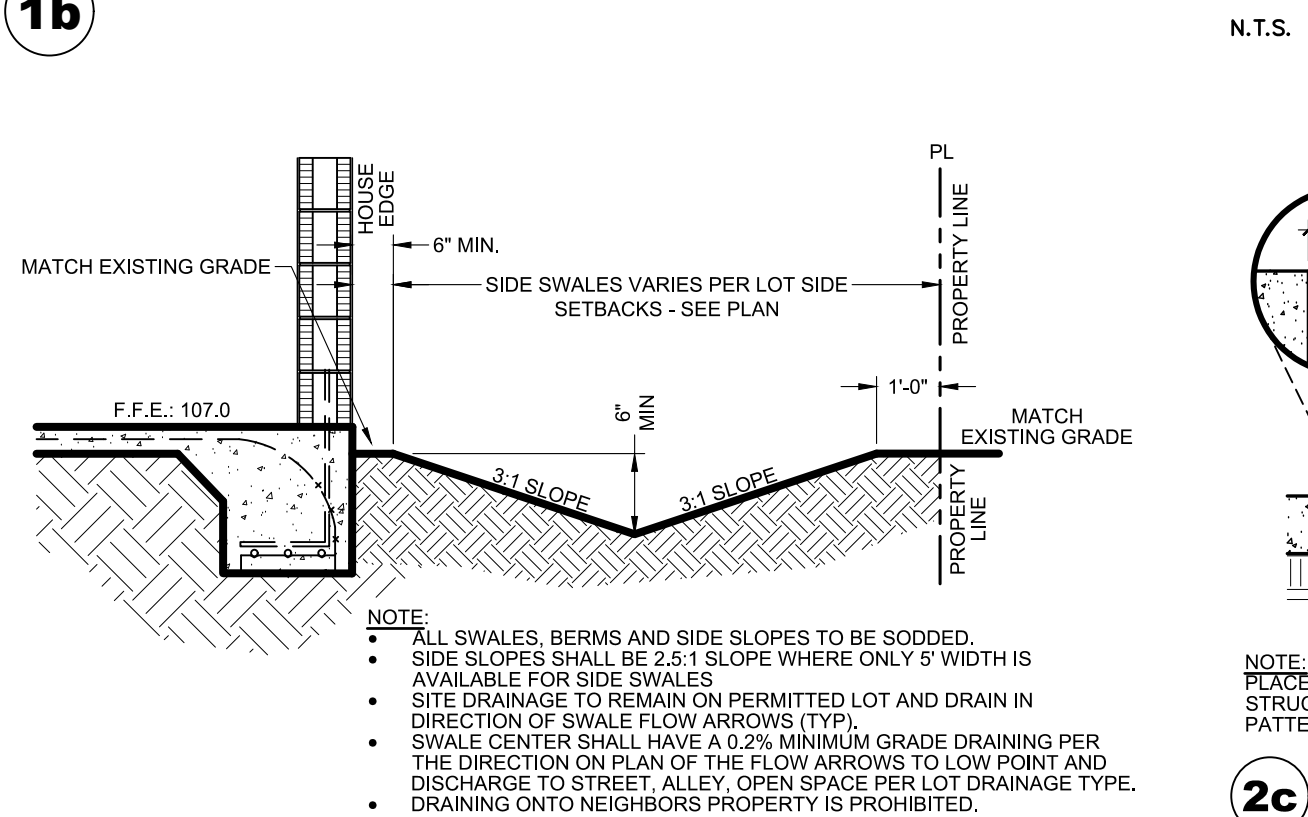 1b
N.T.S.
PL
HOUSE
EDGE
PROPERTY LINE
6" MIN.
MATCH EXISTING GRADE
SIDE SWALES VARIES PER LOT SIDE
SETBACKS - SEE PLAN
1'-0"
F.F.E.: 107.0
6"
MIN
MATCH
EXISTING GRADE
3:1 SLOPE
3:1 SLOPE
PROPERTY
LINE
NOTE:
• ALL SWALES, BERMS AND SIDE SLOPES TO BE SODDED.
• SIDE SLOPES SHALL BE 2.5:1 SLOPE WHERE ONLY 5' WIDTH IS
AVAILABLE FOR SIDE SWALES
• SITE DRAINAGE TO REMAIN ON PERMITTED LOT AND DRAIN IN
DIRECTION OF SWALE FLOW ARROWS (TYP).
• SWALE CENTER SHALL HAVE A 0.2% MINIMUM GRADE DRAINING PER
THE DIRECTION ON PLAN OF THE FLOW ARROWS TO LOW POINT AND
DISCHARGE TO STREET, ALLEY, OPEN SPACE PER LOT DRAINAGE TYPE.
• DRAINING ONTO NEIGHBORS PROPERTY IS PROHIBITED.
NOTE:
PLACE
STRUC
PATTE
2c